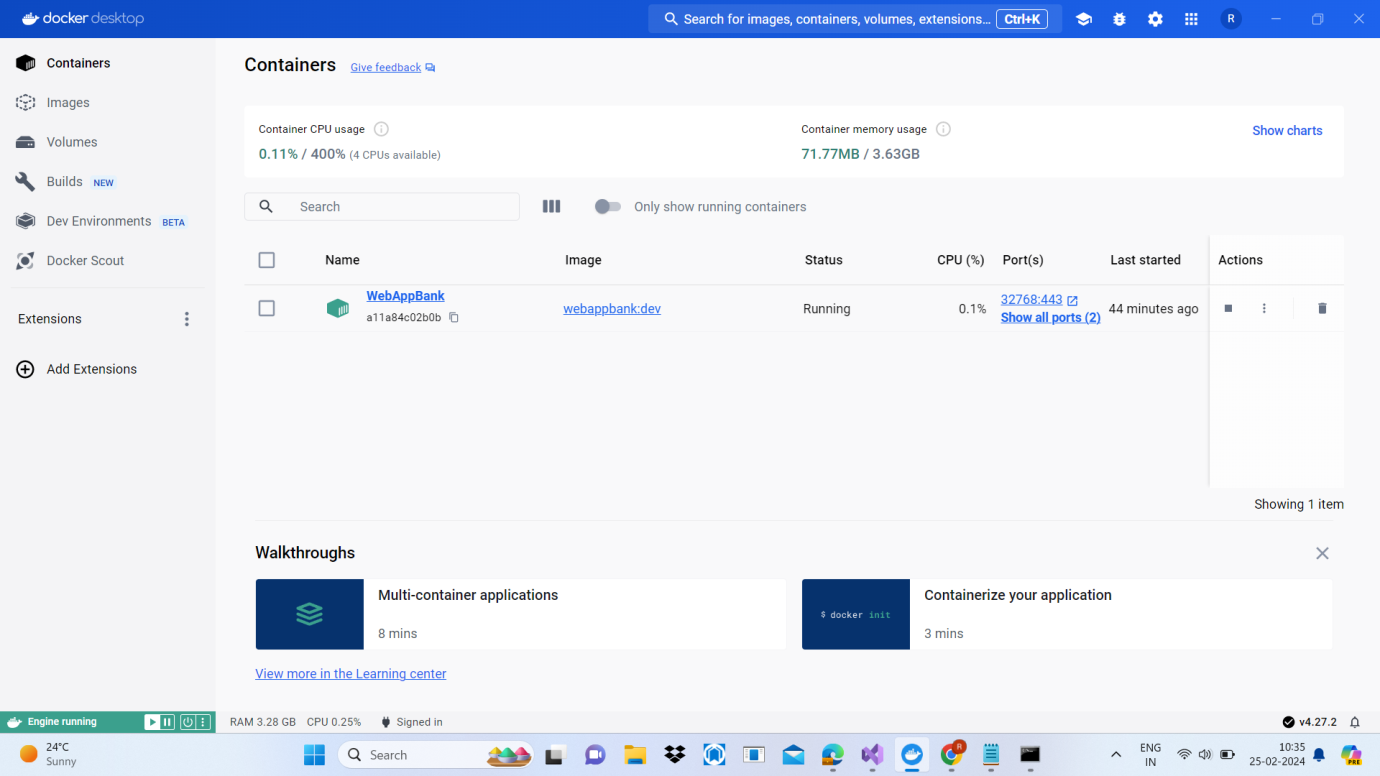 docker desktop
Search for images, containers, volumes, extensions... Ctrl+K
R
Containers
Images
Volumes
Builds NEW
Dev Environments BETA
Docker Scout
Extensions
Add Extensions
Containers Give feedback
Container CPU usage
0.11% / 400% (4 CPUs available)
Container memory usage
71.77MB / 3.63GB
Show charts
Search
Only show running containers
Name Image Status CPU (%) Port(s) Last started Actions
WebAppBank
a11a84c02b0b
webappbank:dev
Running
0.1%
32768:443
Show all ports (2)
44 minutes ago
Showing 1 item
Walkthroughs
Multi-container applications
8 mins
$ docker init
Containerize your application
3 mins
View more in the Learning center
Engine running
RAM 3.28 GB CPU 0.25% Signed in
v4.27.2
24°C
Sunny
Search
R
ENG
IN
10:35
25-02-2024
PRE